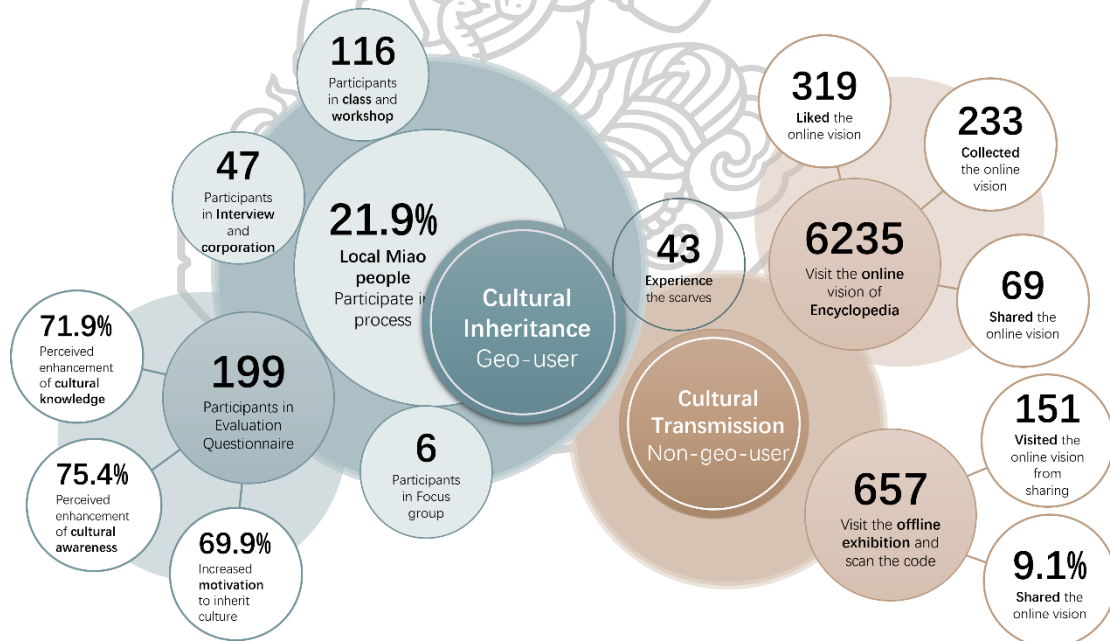 116
Participants
in class and
workshop
47
Participants
in Interview
and
corporation
21.9%
Local Miao
people
Participate in
process
Cultural
Inheritance
Geo-user
71.9%
Perceived
enhancement
of cultural
knowledge
199
Participants in
Evaluation
Questionnaire
75.4%
Perceived
enhancement
of cultural
awareness
69.9%
Increased
motivation
to inherit
culture
6
Participants
in Focus
group
43
Experience
the scarves
Cultural
Transmission
Non-geo-user
319
Liked the
online vision
233
Collected
the online
vision
6235
Visit the online
vision of
Encyclopedia
69
Shared the
online vision
657
Visit the offline
exhibition and
scan the code
151
Visited the
online vision
from
sharing
9.1%
Shared the
online vision